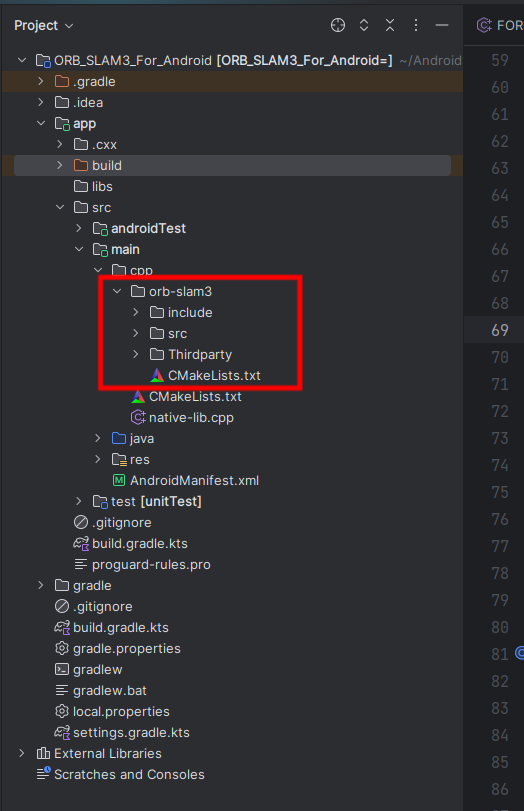 Project
FOR
ORB_SLAM3_For_Android [ORB_SLAM3_For_Android=] ~/Android
.gradle
.idea
app
.cxx
build
libs
src
androidTest
main
cpp
orb-slam3
include
src
Thirdparty
CMakeLists.txt
CMakeLists.txt
native-lib.cpp
java
res
AndroidManifest.xml
test [unitTest]
.gitignore
build.gradle.kts
proguard-rules.pro
gradle
.gitignore
build.gradle.kts
gradle.properties
gradlew
gradlew.bat
local.properties
settings.gradle.kts
External Libraries
Scratches and Consoles
59
60
61
62
63
64
65
66
67
68
69
70
71
72
73
74
75
76
77
78
79
80
81
82
83
84
85
86